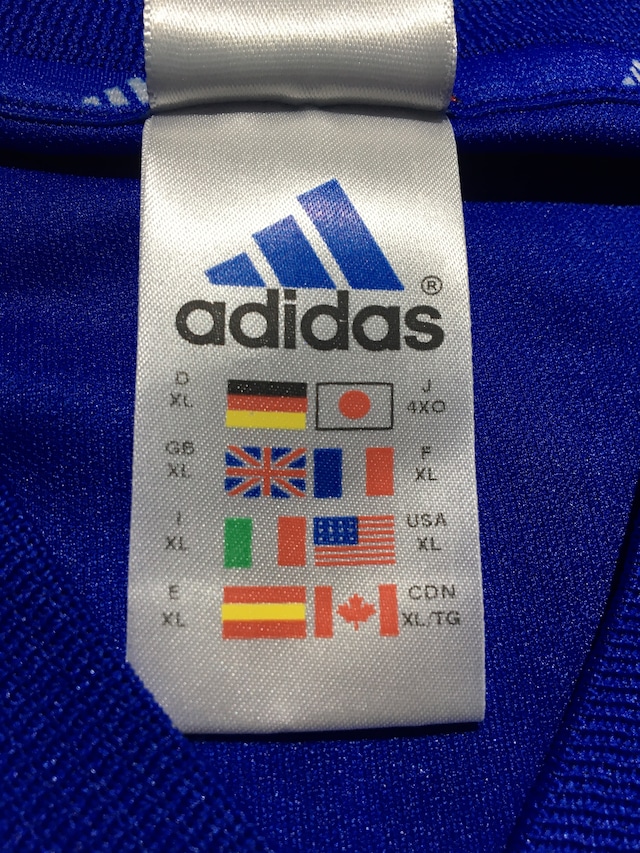 adidas®
D J
XL 4XO
GB F
XL XL
I USA
XL XL
E CDN
XL XL/TG